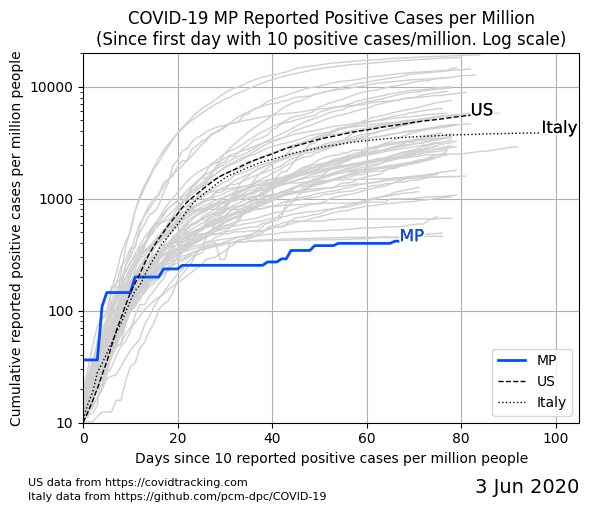 COVID-19 MP Reported Positive Cases per Million
(Since first day with 10 positive cases/million. Log scale)
Cumulative reported positive cases per million people
10000
1000
100
10
US
Italy
MP
MP
US
Italy
0 20 40 60 80 100
Days since 10 reported positive cases per million people
US data from https://covidtracking.com
Italy data from https://github.com/pcm-dpc/COVID-19
3 Jun 2020